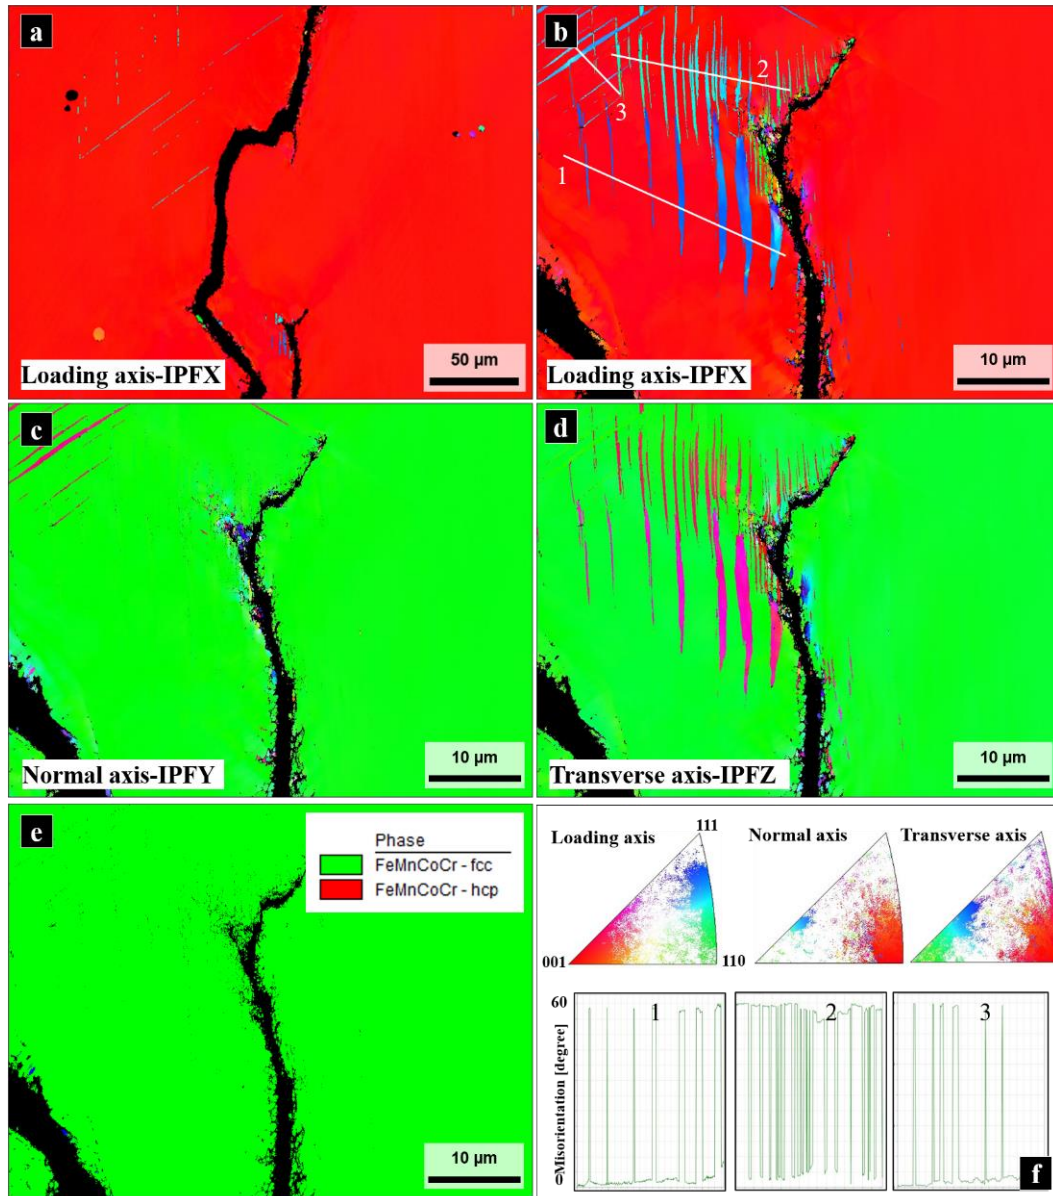 a
50 µm
Loading axis-IPFX
b
2
3
1
10 µm
Loading axis-IPFX
c
10 µm
Normal axis-IPFY
d
10 µm
Transverse axis-IPFZ
e
Phase
FeMnCoCr - fcc
FeMnCoCr - hcp
10 µm
Loading axis
111
Normal axis
Transverse axis
001
110
60
0
Misorientation [degree]
1
2
3
f